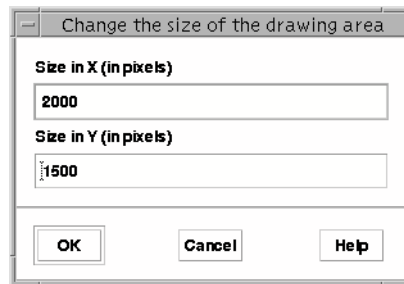 Change the size of the drawing area
Size in X (in pixels)
2000
Size in Y (in pixels)
1500
OK Cancel Help